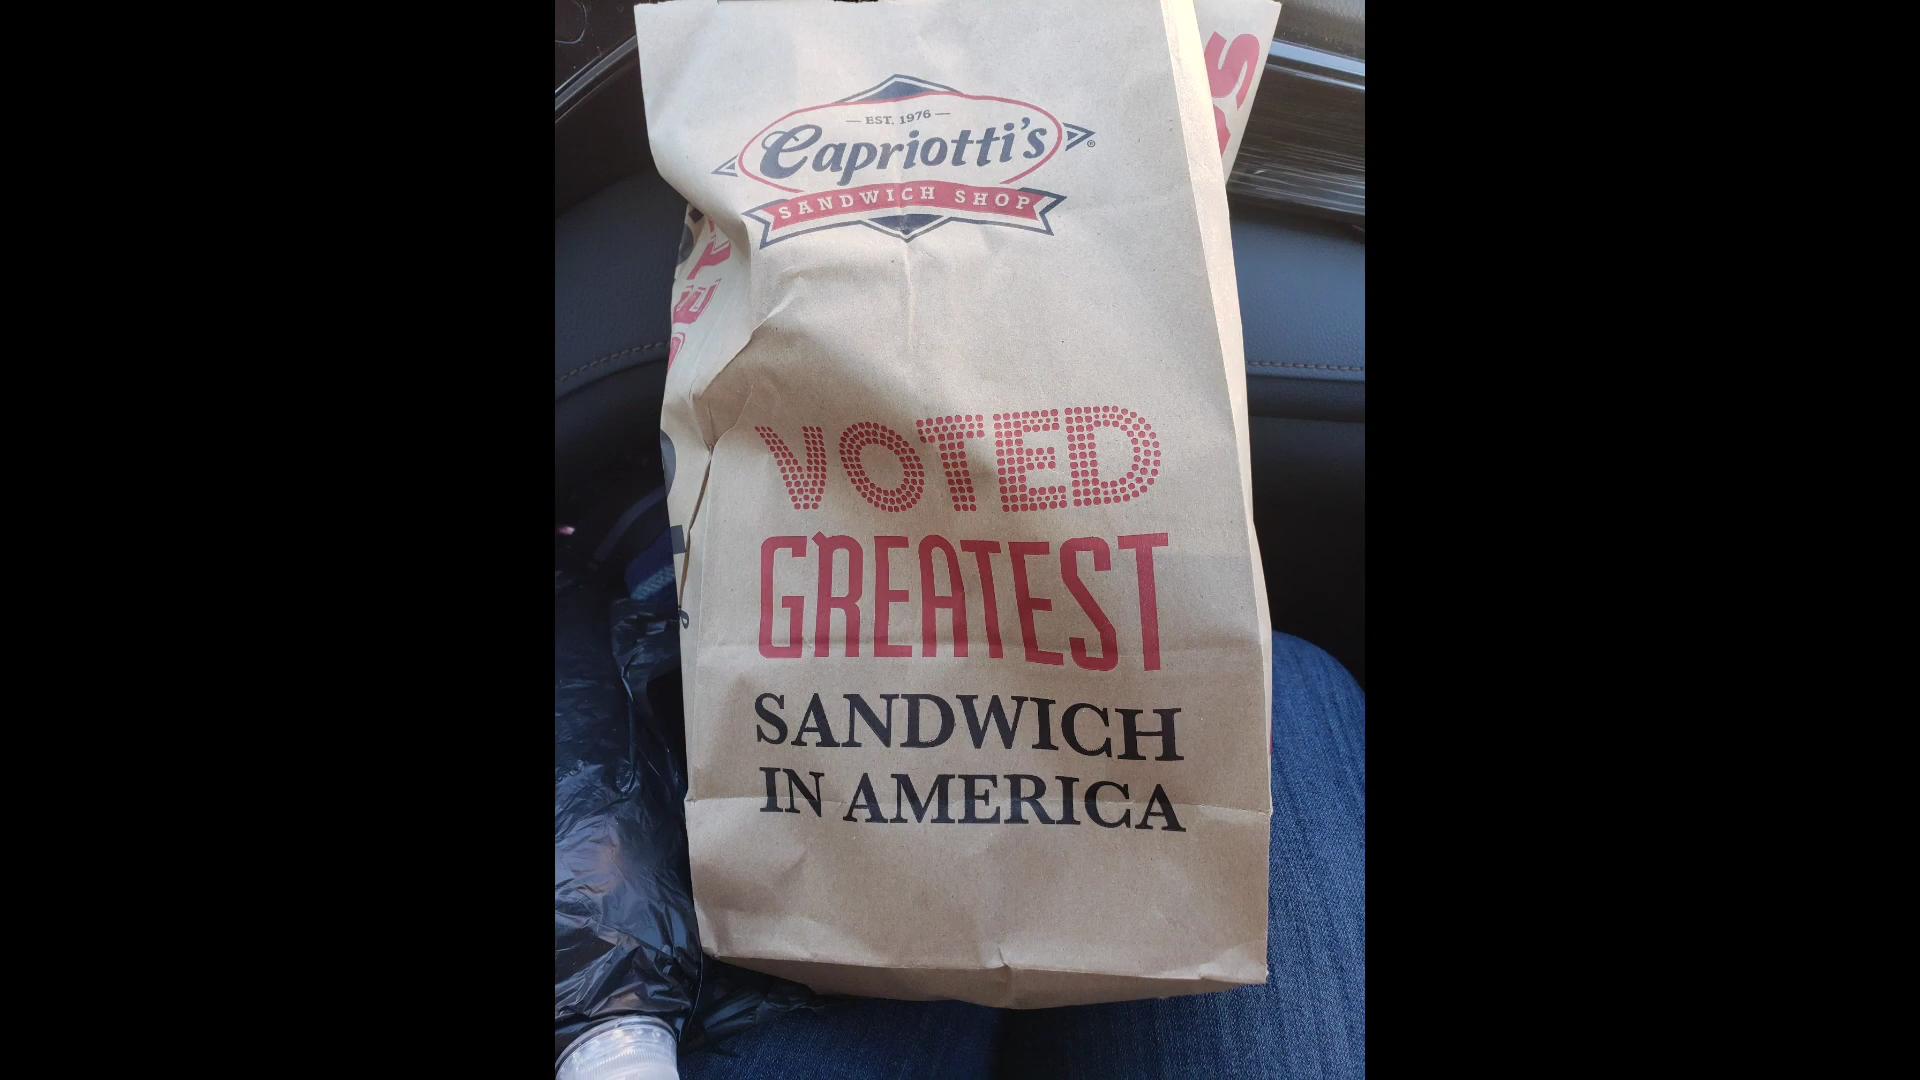 — EST. 1976 —
Capriotti's®
SANDWICH SHOP
VOTED
GREATEST
SANDWICH
IN AMERICA